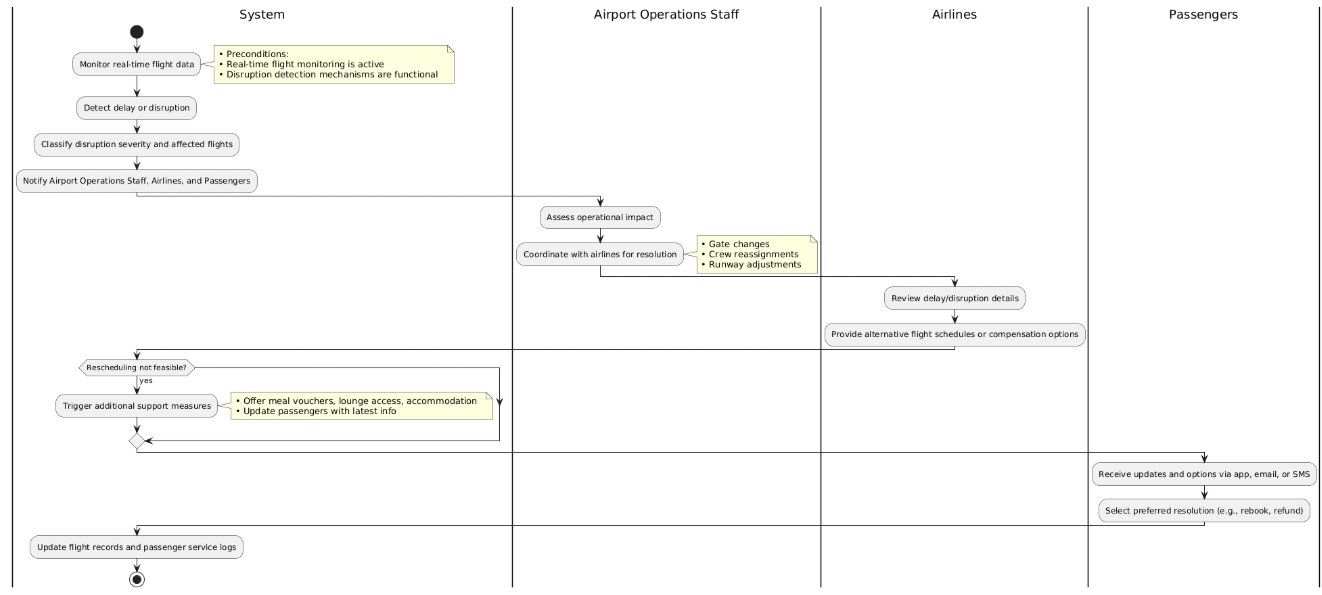 System
Airport Operations Staff
Airlines
Passengers
Monitor real-time flight data
• Preconditions:
• Real-time flight monitoring is active
• Disruption detection mechanisms are functional
Detect delay or disruption
Classify disruption severity and affected flights
Notify Airport Operations Staff, Airlines, and Passengers
Assess operational impact
Coordinate with airlines for resolution
• Gate changes
• Crew reassignments
• Runway adjustments
Review delay/disruption details
Provide alternative flight schedules or compensation options
Rescheduling not feasible?
yes
Trigger additional support measures
• Offer meal vouchers, lounge access, accommodation
• Update passengers with latest info
Receive updates and options via app, email, or SMS
Select preferred resolution (e.g., rebook, refund)
Update flight records and passenger service logs